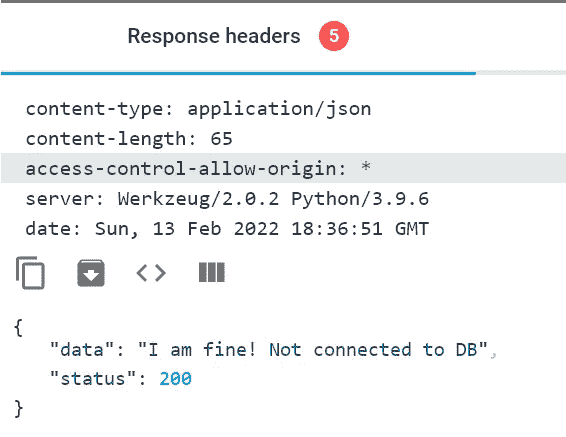 Response headers 5
content-type: application/json
content-length: 65
access-control-allow-origin: *
server: Werkzeug/2.0.2 Python/3.9.6
date: Sun, 13 Feb 2022 18:36:51 GMT
{
"data": "I am fine! Not connected to DB",
"status": 200
}